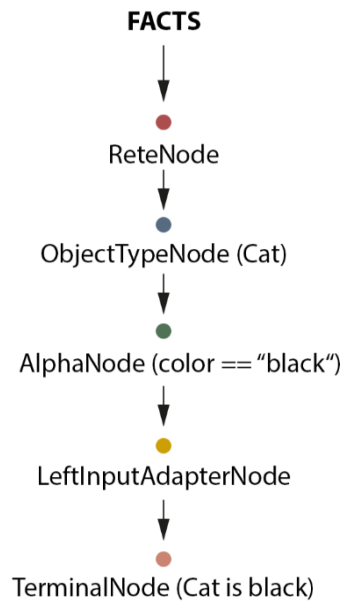 FACTS
ReteNode
ObjectTypeNode (Cat)
AlphaNode (color == “black“)
LeftInputAdapterNode
TerminalNode (Cat is black)